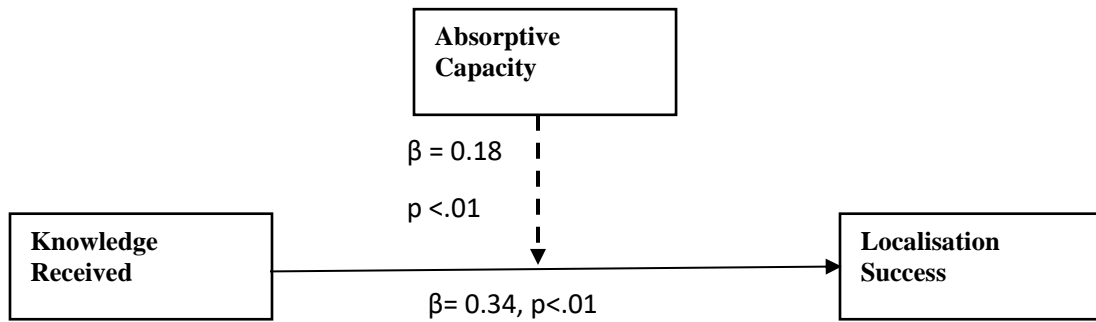 Absorptive
Capacity
β = 0.18
p <.01
Knowledge
Received
Localisation
Success
β= 0.34, p<.01